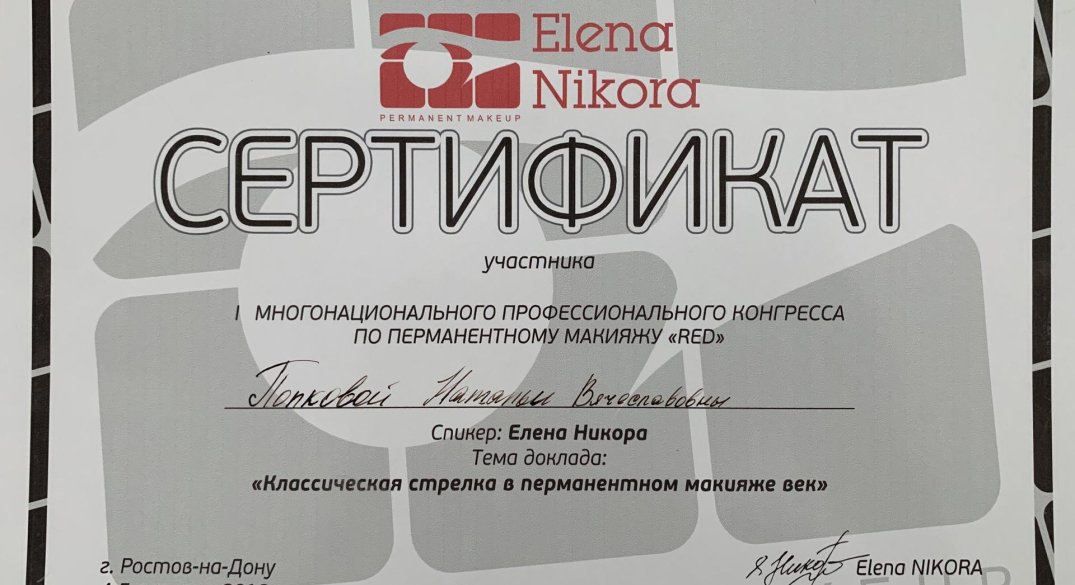 Elena
Nikora
PERMANENT MAKEUP
СЕРТИФИКАТ
участника
I МНОГОНАЦИОНАЛЬНОГО ПРОФЕССИОНАЛЬНОГО КОНГРЕССА
ПО ПЕРМАНЕНТНОМУ МАКИЯЖУ «RED»
Попковой Натальи Вячеславовны
Спикер: Елена Никора
Тема доклада:
«Классическая стрелка в перманентном макияже век»
г. Ростов-на-Дону
Elena NIKORA